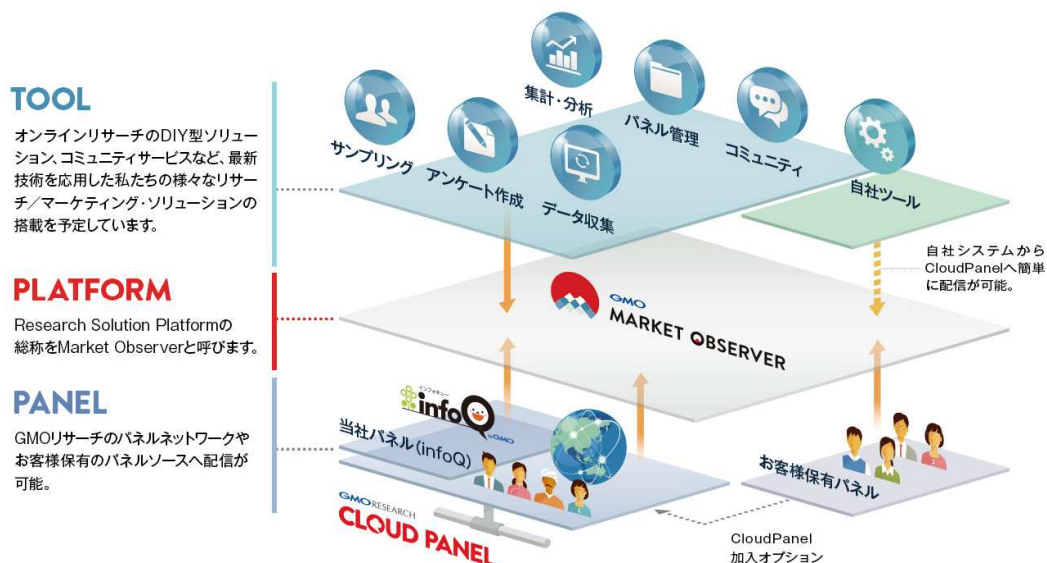 TOOL
オンラインリサーチのDIY型ソリュー
ション、コミュニティサービスなど、最新
技術を応用した私たちの様々なリサー
チ／マーケティング・ソリューションの
搭載を予定しています。
サンプリング
アンケート作成
集計・分析
データ収集
パネル管理
コミュニティ
自社ツール
自社システムから
CloudPanelへ簡単
に配信が可能。
PLATFORM
Research Solution Platformの
総称をMarket Observerと呼びます。
GMO
MARKET OBSERVER
PANEL
GMOリサーチのパネルネットワークや
お客様保有のパネルソースへ配信が
可能。
インフォキュー
infoQ
by GMO
当社パネル(infoQ)
GMO RESEARCH
CLOUD PANEL
お客様保有パネル
CloudPanel
加入オプション